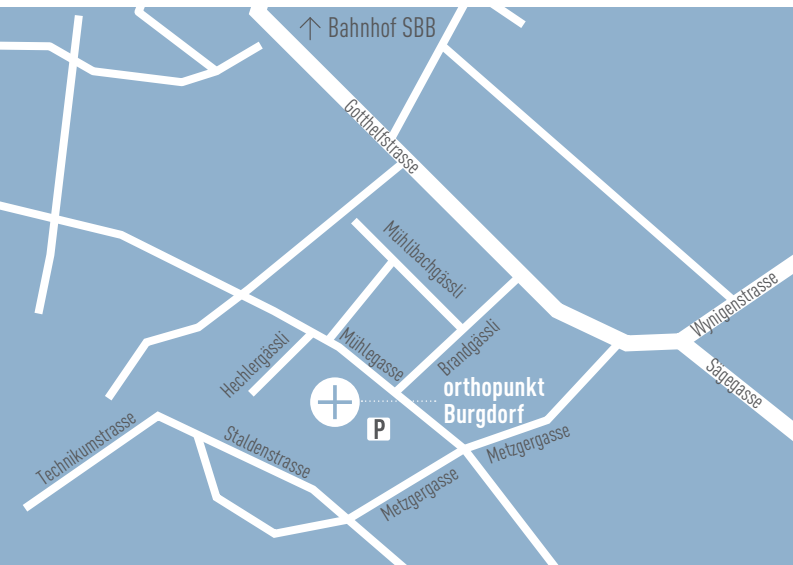 ↑ Bahnhof SBB
Gotthelfstrasse
Mühlibachgässli
Wynigenstrasse
Mühlegasse
Brandgässli
Hechlergässli
Sägegasse
orthopunkt
Burgdorf
P
Technikumstrasse
Staldenstrasse
Metzgergasse
Metzgergasse